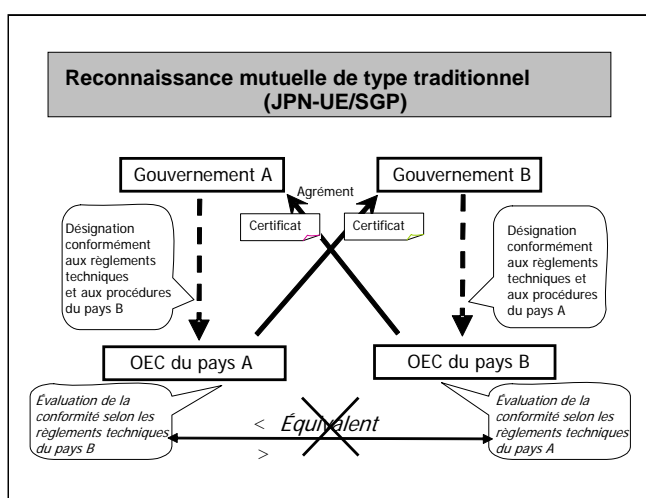 Reconnaissance mutuelle de type traditionnel
(JPN-UE/SGP)
Gouvernement A
Gouvernement B
Agrément
Certificat
Certificat
Désignation
conformément
aux règlements
techniques
et aux procédures
du pays B
Désignation
conformément
aux règlements
techniques et
aux procédures
du pays A
OEC du pays A
OEC du pays B
Évaluation de la
conformité selon les
règlements techniques
du pays B
< Équivalent
>
Évaluation de la
conformité selon les
règlements techniques
du pays A